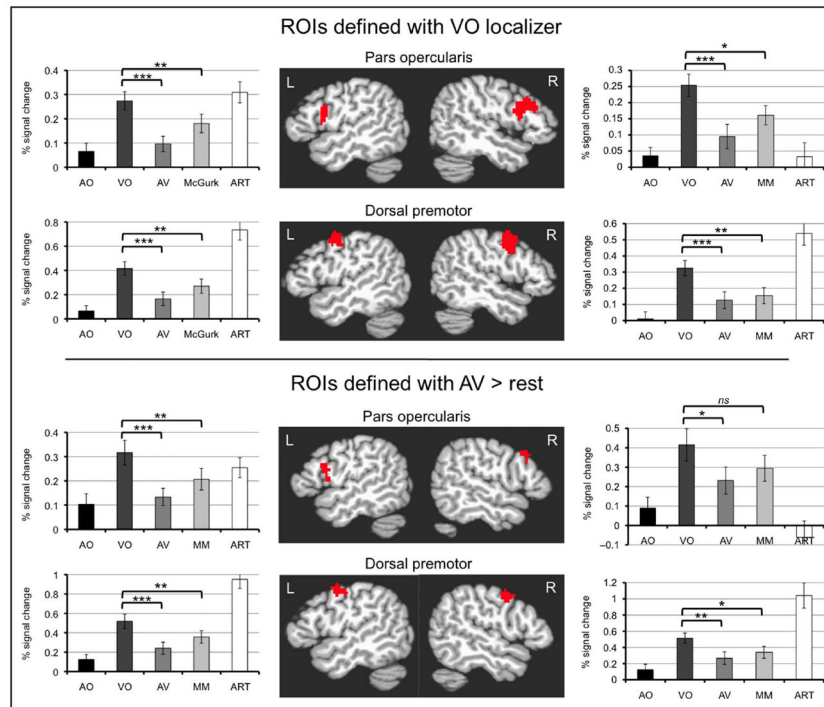 ROIs defined with VO localizer
Pars opercularis
L R
% signal change
0.4
0.3
0.2
0.1
0
** 
***
AO VO AV McGurk ART
% signal change
0.3
0.25
0.2
0.15
0.1
0.05
0
*
***
AO VO AV MM ART
Dorsal premotor
L R
% signal change
0.8
0.6
0.4
0.2
0
**
***
AO VO AV McGurk ART
% signal change
0.6
0.5
0.4
0.3
0.2
0.1
0
**
***
AO VO AV MM ART
ROIs defined with AV > rest
Pars opercularis
L R
% signal change
0.4
0.3
0.2
0.1
0
**
***
AO VO AV MM ART
% signal change
0.5
0.4
0.3
0.2
0.1
0
–0.1
ns
*
AO VO AV MM ART
Dorsal premotor
L R
% signal change
1
0.8
0.6
0.4
0.2
0
**
***
AO VO AV MM ART
% signal change
1.2
1
0.8
0.6
0.4
0.2
0
*
**
AO VO AV MM ART